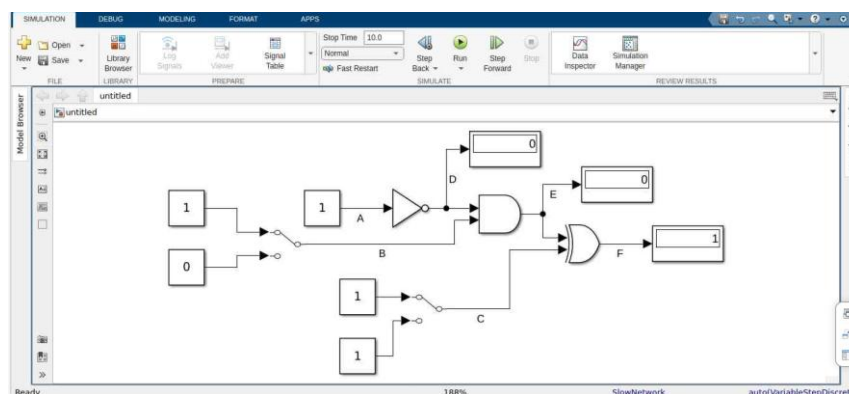 SIMULATION DEBUG MODELING FORMAT APPS
New
Open
Save
FILE
Library
Browser
LIBRARY
Log
Signals
Add
Viewer
Signal
Table
PREPARE
Stop Time 10.0
Normal
Fast Restart
Step
Back
Run
Step
Forward
Stop
SIMULATE
Data
Inspector
Simulation
Manager
REVIEW RESULTS
Model Browser
untitled
untitled
0
D
0
1
1
A
E
1
B
F
0
1
C
1
Ready 188% SlowNetwork auto(VariableStepDiscret